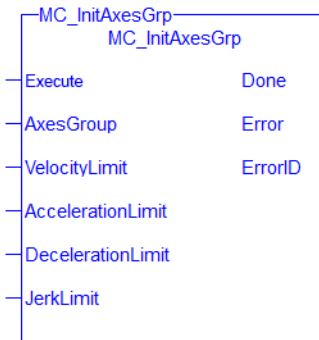 MC_InitAxesGrp
MC_InitAxesGrp
Execute Done
AxesGroup Error
VelocityLimit ErrorID
AccelerationLimit
DecelerationLimit
JerkLimit